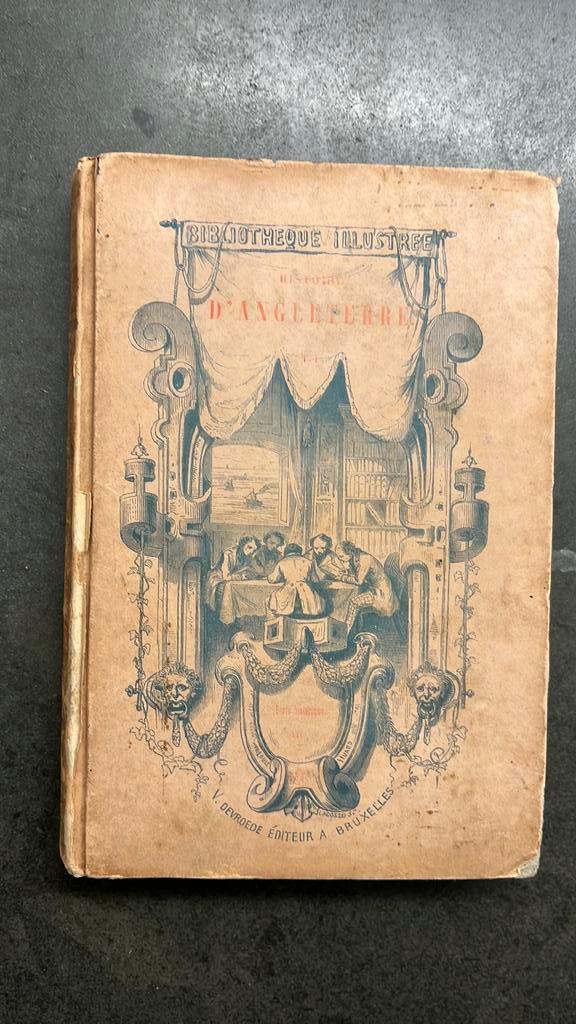 BIBLIOTHEQUE ILLUSTREE
HISTOIRE
D'ANGLETERRE
V. DEVROEDE ÉDITEUR A BRUXELLES